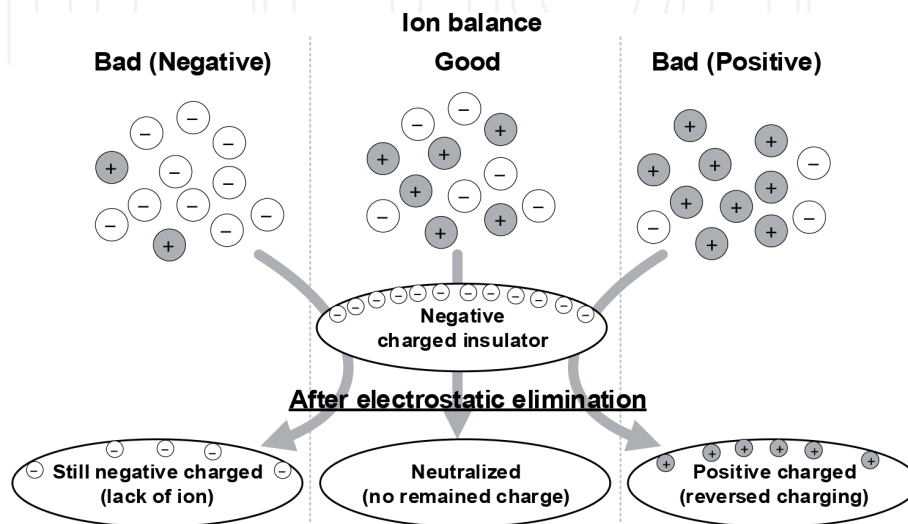 Ion balance
Bad (Negative)
Good
Bad (Positive)
Negative
charged insulator
After electrostatic elimination
Still negative charged
(lack of ion)
Neutralized
(no remained charge)
Positive charged
(reversed charging)